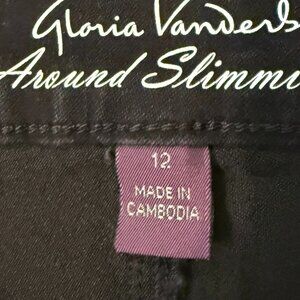 Gloria Vanderb
Around Slimmi
12
MADE IN
CAMBODIA